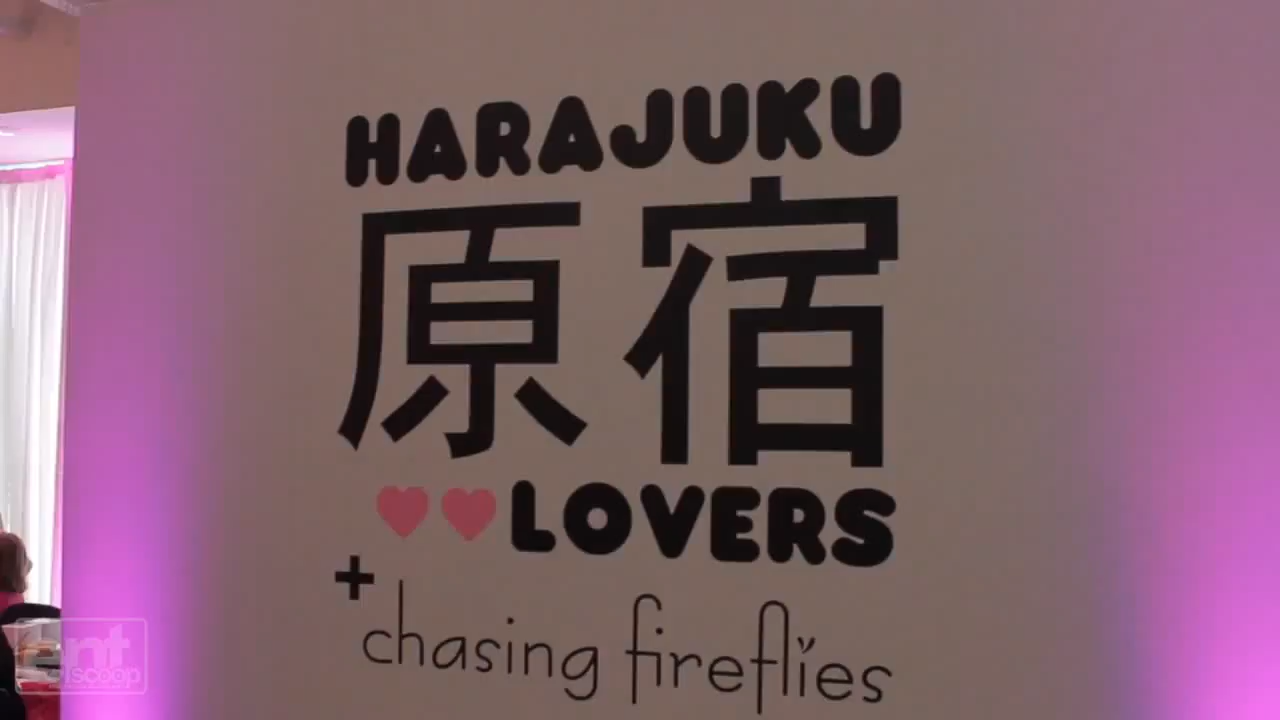 HARAJUKU
原宿
LOVERS
+
chasing fireflies